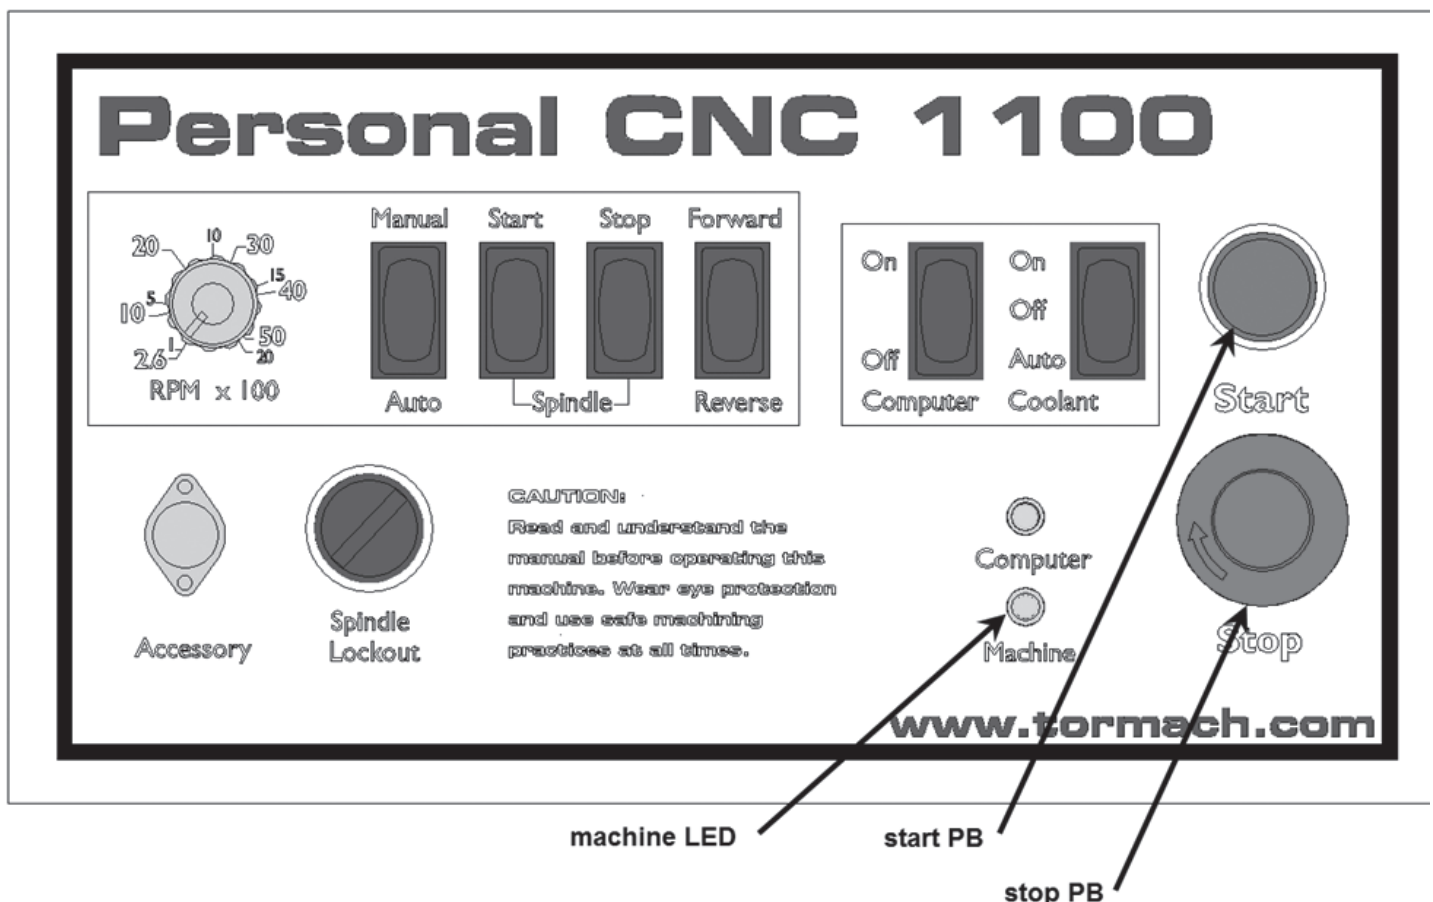 Personal CNC 1100
Manual Start Stop Forward
10
20 30
15
5 40
10
1 50
2.6 20
RPM x 100
Auto Spindle Reverse
On On
Off
Off Auto
Computer Coolant
Start
CAUTION:
Read and understand the
manual before operating this
machine. Wear eye protection
and use safe machining
practices at all times.
Accessory
Spindle
Lockout
Computer
Machine
Stop
www.tormach.com
machine LED
start PB
stop PB